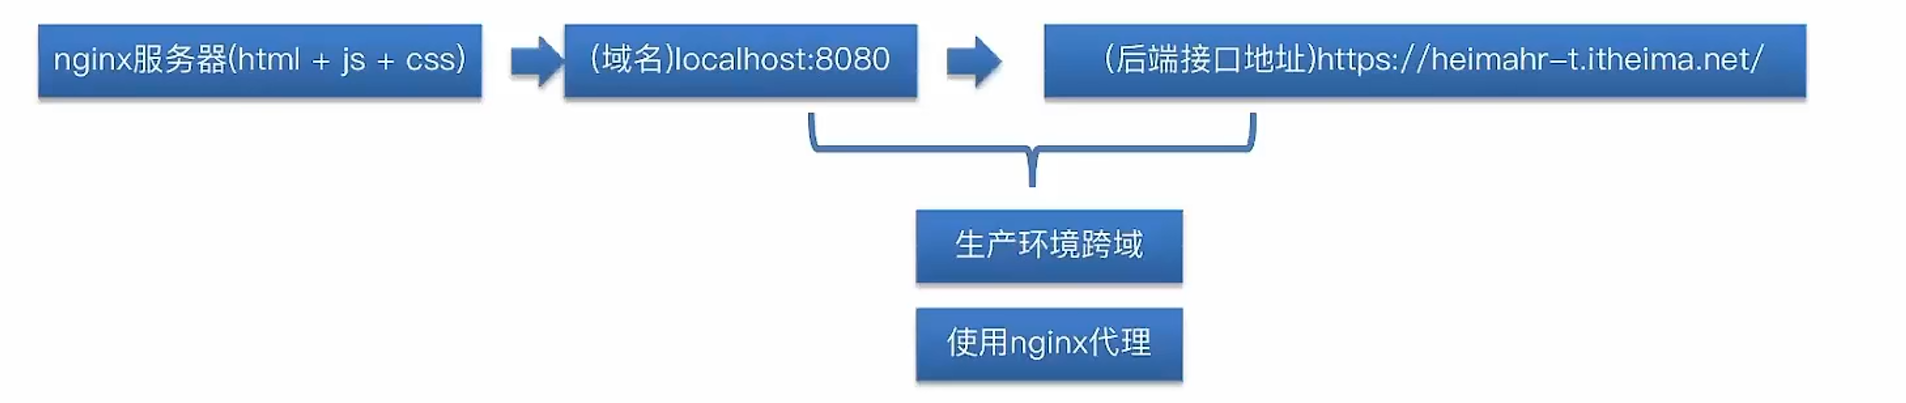 nginx服务器(html + js + css)
(域名)localhost:8080
(后端接口地址)https://heimahr-t.itheima.net/
生产环境跨域
使用nginx代理